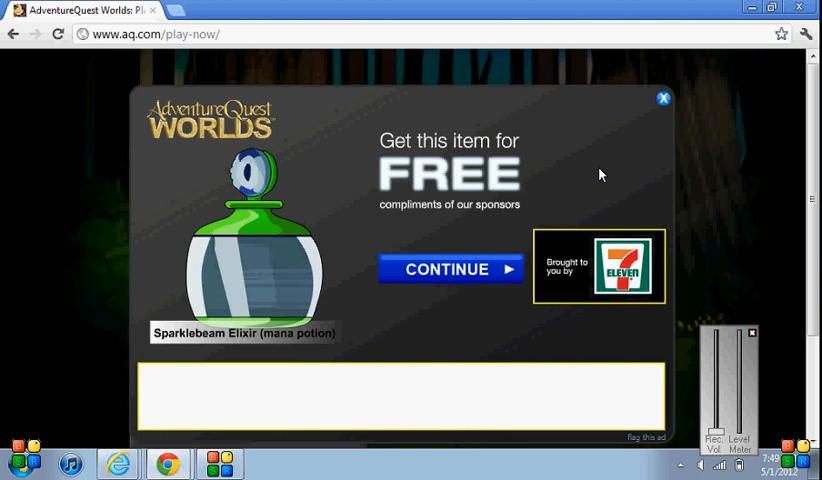 AdventureQuest Worlds: Pl
www.aq.com/play-now/
AdventureQuest
WORLDS
Get this item for
FREE
compliments of our sponsors
CONTINUE
Brought to
you by
7
ELEVEN
Sparklebeam Elixir (mana potion)
flag this ad
Rec. Level
Vol Meter
B
S R
B
S R
B
S R
7:49
5/1/2012